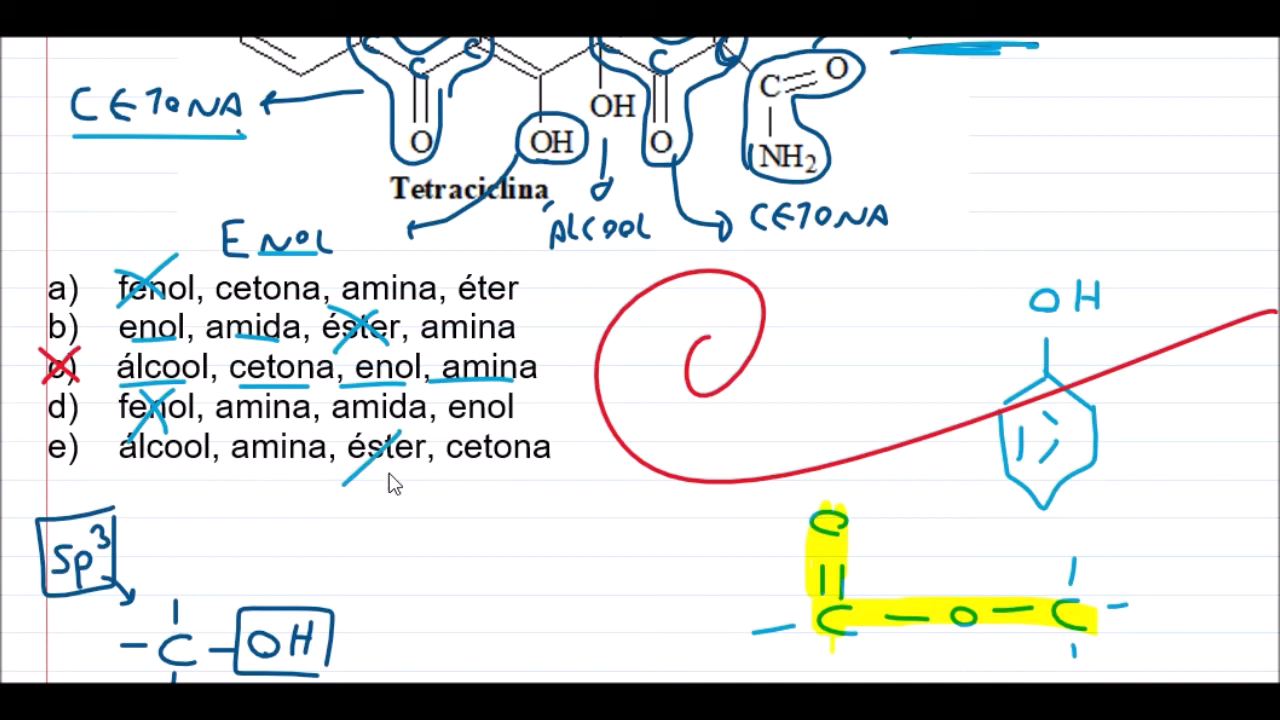 C C C C
CETONA
C O
OH
O OH O NH₂
Tetraciclina
ENOL ÁLCOOL CETONA
a) fenol, cetona, amina, éter
OH
b) enol, amida, éster, amina
c) álcool, cetona, enol, amina
d) fenol, amina, amida, enol
e) álcool, amina, éster, cetona
O
Sp³
C - O - C
- C - OH